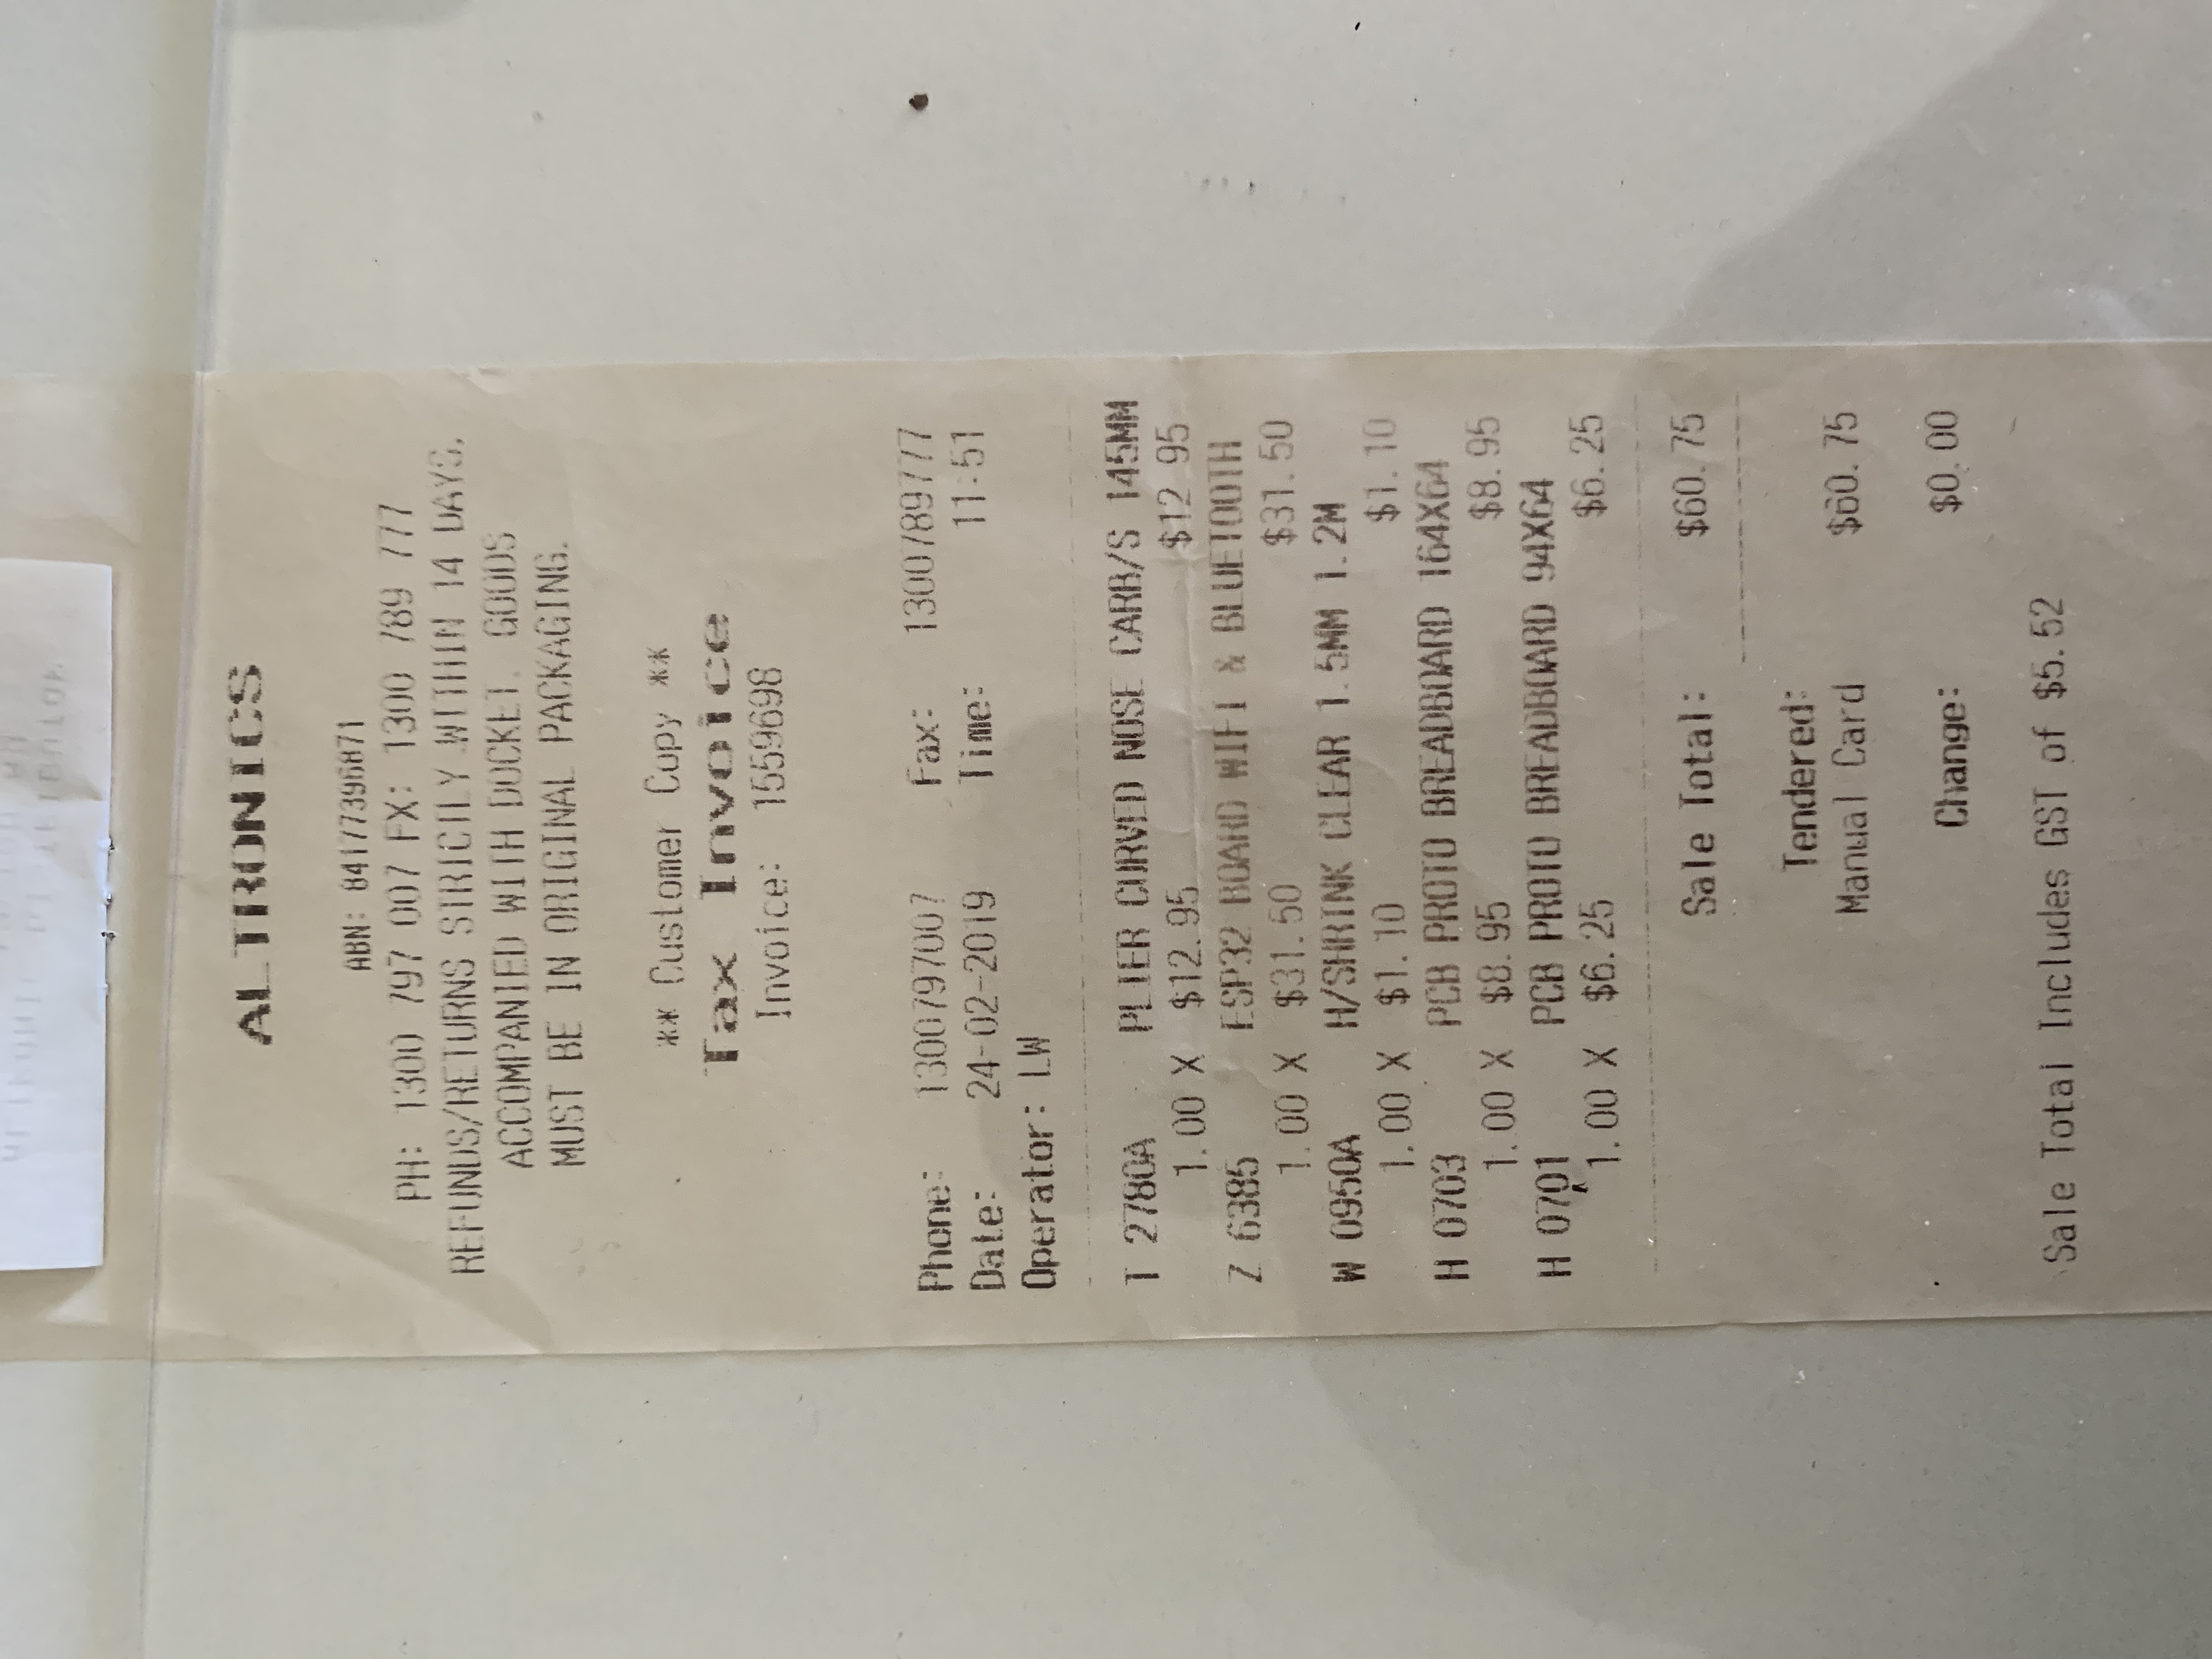 ALTRONICS
ABN: 84177396871
PH: 1300 797 007 FX: 1300 789 777
REFUNDS/RETURNS STRICTLY WITHIN 14 DAYS,
ACCOMPANIED WITH DOCKET. GOODS
MUST BE IN ORIGINAL PACKAGING.
** Customer Copy **
Tax Invoice
Invoice: 1559698
Phone: 1300797007 Fax: 1300789777
Date: 24-02-2019 Time: 11:51
Operator: LW
T 2780A PLIER CURVED NOSE CARB/S 145MM
1.00 X $12.95 $12.95
Z 6385 ESP32 BOARD WIFI & BLUETOOTH
1.00 X $31.50 $31.50
W 0950A H/SHRINK CLEAR 1.5MM 1.2M
1.00 X $1.10 $1.10
H 0703 PCB PROTO BREADBOARD 164X64
1.00 X $8.95 $8.95
H 0701 PCB PROTO BREADBOARD 94X64
1.00 X $6.25 $6.25
Sale Total: $60.75
Tendered:
Manual Card $60.75
Change: $0.00
Sale Total Includes GST of $5.52